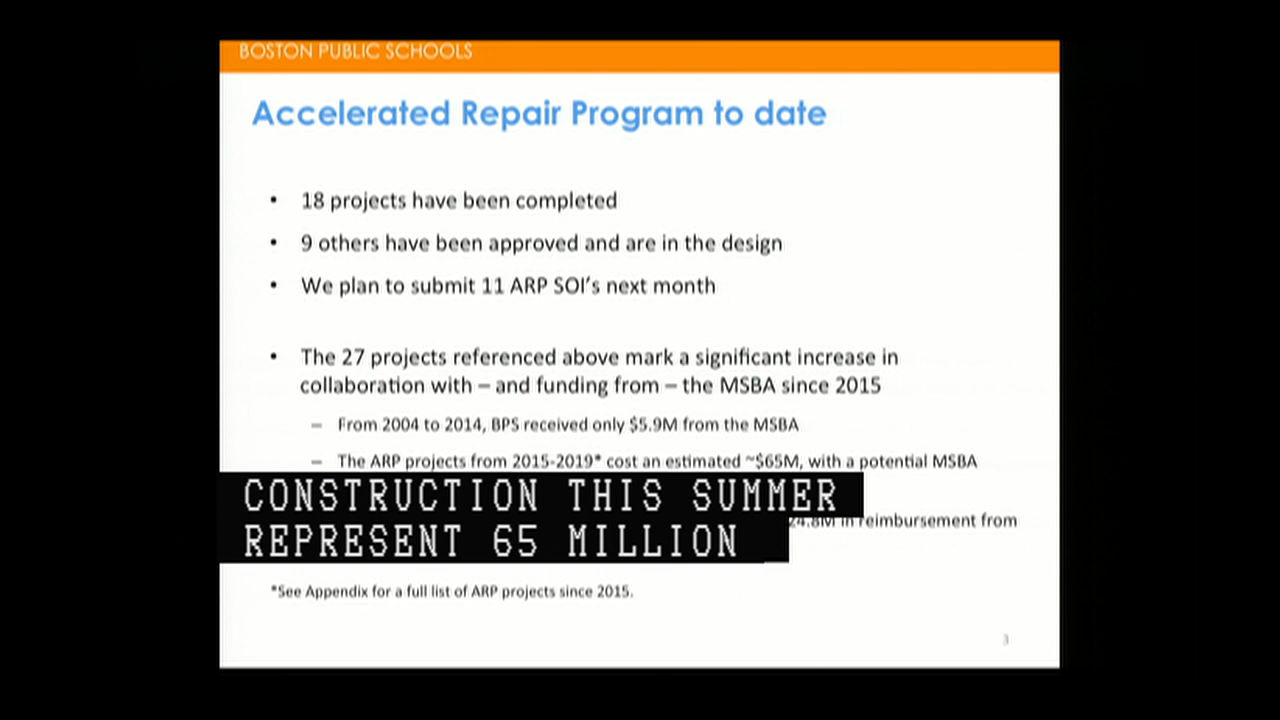 BOSTON PUBLIC SCHOOLS
Accelerated Repair Program to date
• 18 projects have been completed
• 9 others have been approved and are in the design
• We plan to submit 11 ARP SOI's next month
• The 27 projects referenced above mark a significant increase in
collaboration with – and funding from – the MSBA since 2015
– From 2004 to 2014, BPS received only $5.9M from the MSBA
– The ARP projects from 2015-2019* cost an estimated ~$65M, with a potential MSBA
CONSTRUCTION THIS SUMMER
24.8M in reimbursement from
REPRESENT 65 MILLION
*See Appendix for a full list of ARP projects since 2015.
3